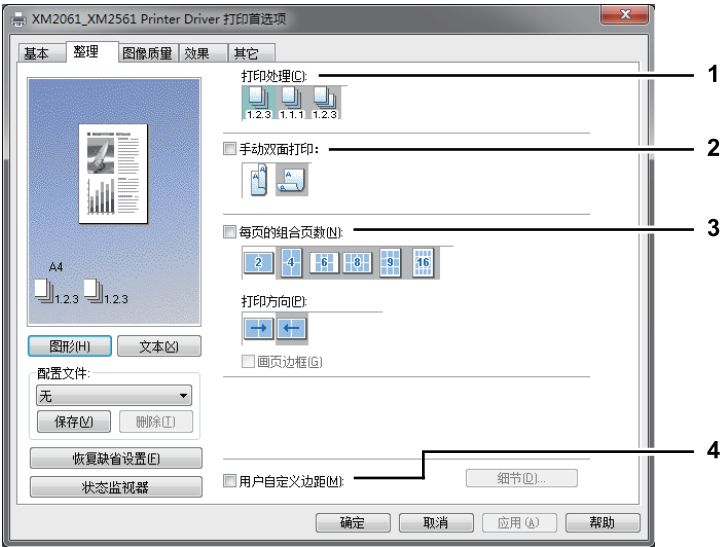 XM2061_XM2561 Printer Driver 打印首选项
基本 整理 图像质量 效果 其它
打印处理(C): 1
1.2.3 1.1.1 1.2.3
手动双面打印: 2
A A
每页的组合页数(N): 3
2 4 6 8 9 16
A4
1.2.3 1.2.3
打印方向(P):
图形(H) 文本(X)
画页边框(G)
配置文件:
无
保存(V) 删除(T)
恢复缺省设置(E)
用户自定义边距(M): 细节(D)... 4
状态监视器
确定 取消 应用(A) 帮助